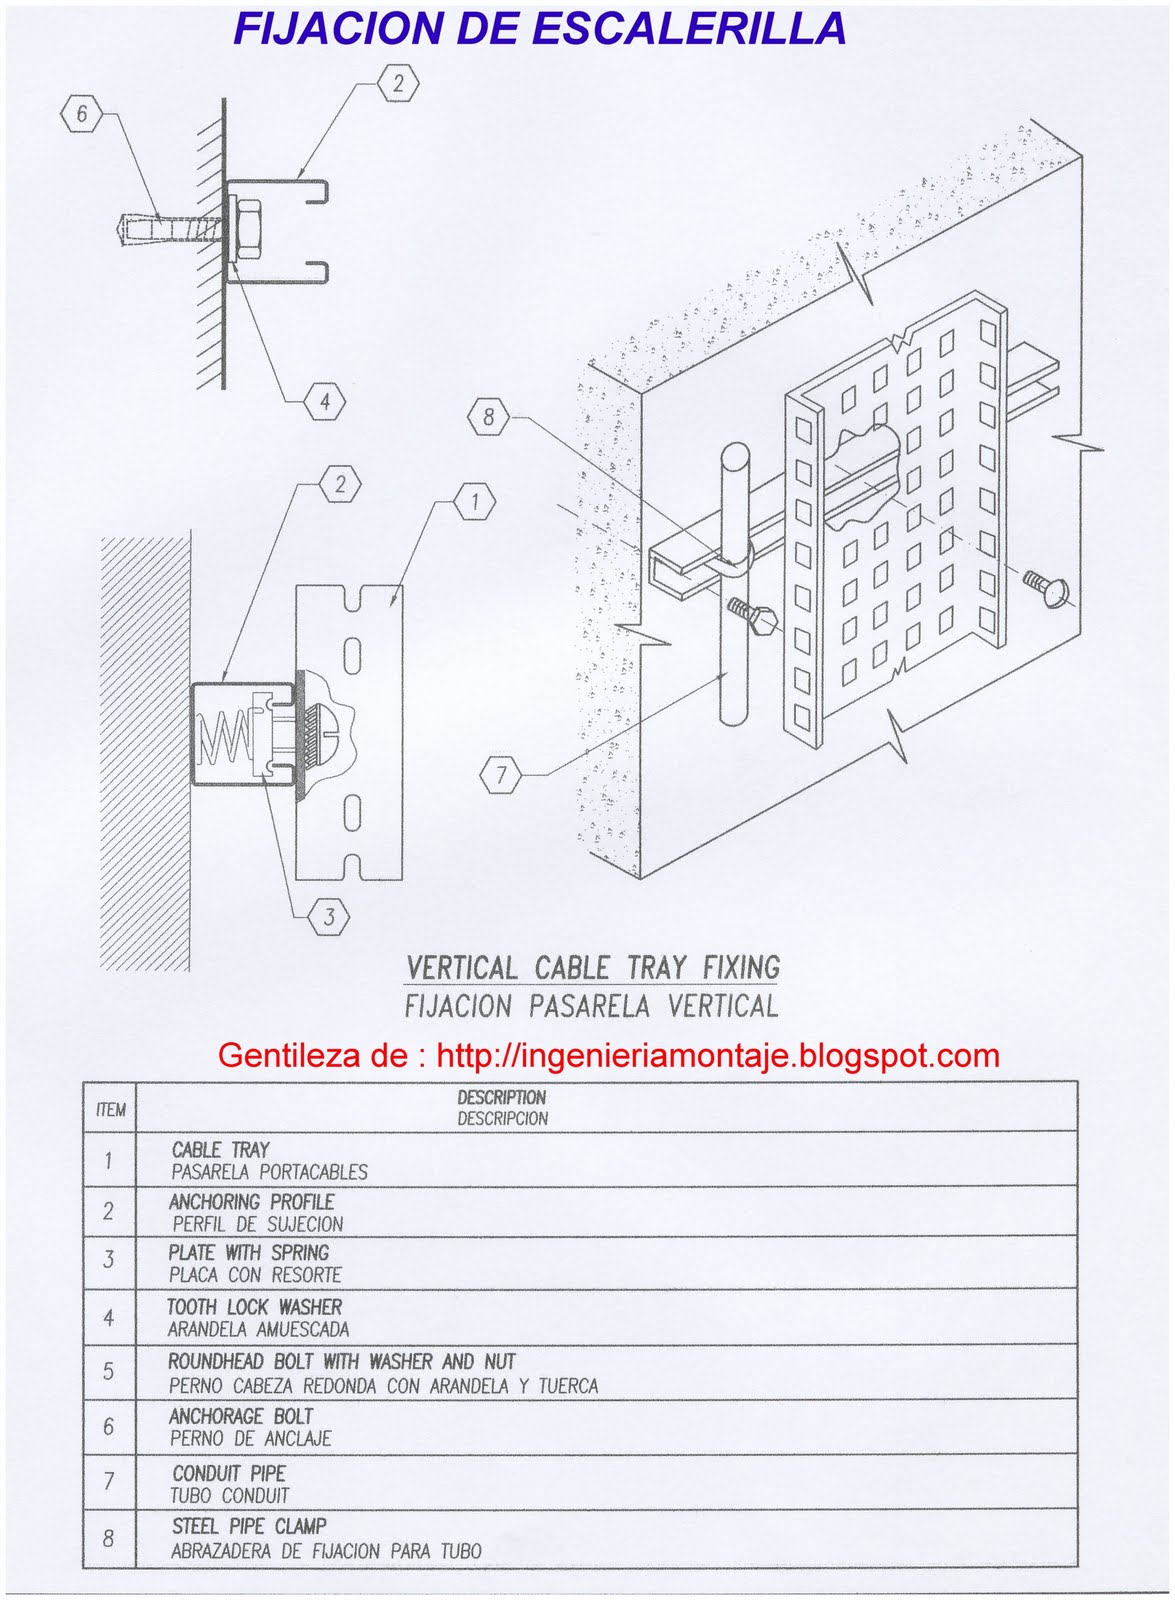 FIJACION DE ESCALERILLA
2
6
4
8
2
1
7
3
VERTICAL CABLE TRAY FIXING
FIJACION PASARELA VERTICAL
Gentileza de : http://ingenieriamontaje.blogspot.com
ITEM
DESCRIPTION
DESCRIPCION
1
CABLE TRAY
PASARELA PORTACABLES
2
ANCHORING PROFILE
PERFIL DE SUJECION
3
PLATE WITH SPRING
PLACA CON RESORTE
4
TOOTH LOCK WASHER
ARANDELA AMUESCADA
5
ROUNDHEAD BOLT WITH WASHER AND NUT
PERNO CABEZA REDONDA CON ARANDELA Y TUERCA
6
ANCHORAGE BOLT
PERNO DE ANCLAJE
7
CONDUIT PIPE
TUBO CONDUIT
8
STEEL PIPE CLAMP
ABRAZADERA DE FIJACION PARA TUBO